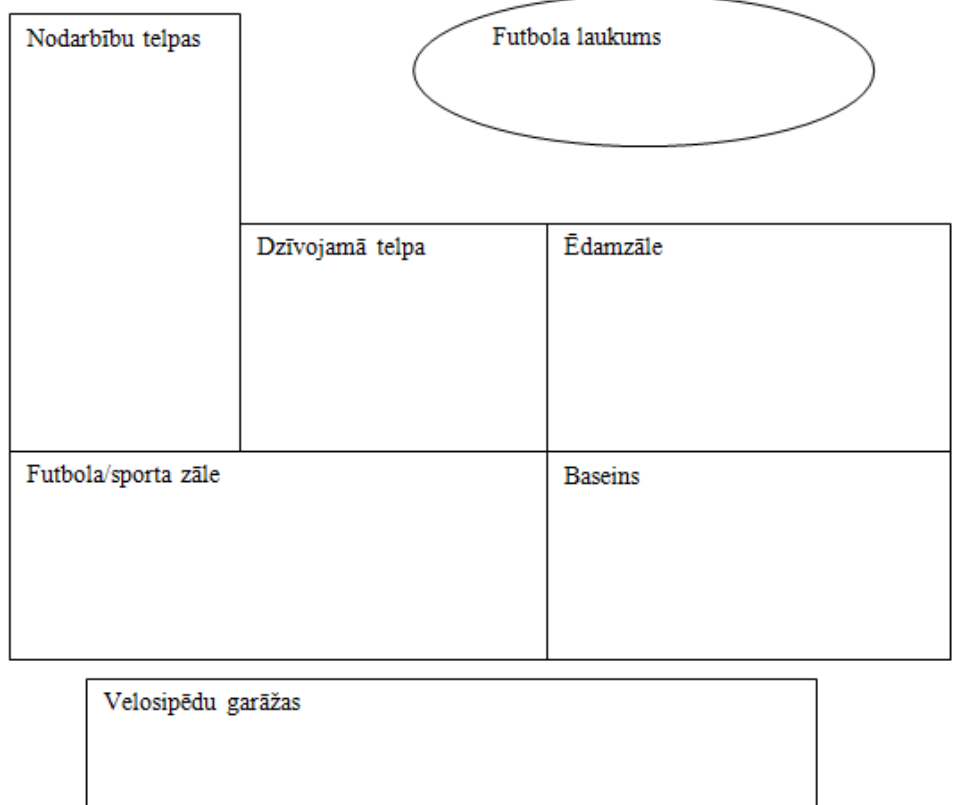 Nodarbību telpas
Futbola laukums
Dzīvojamā telpa
Ēdamzāle
Futbola/sporta zāle
Baseins
Velosipēdu garāžas